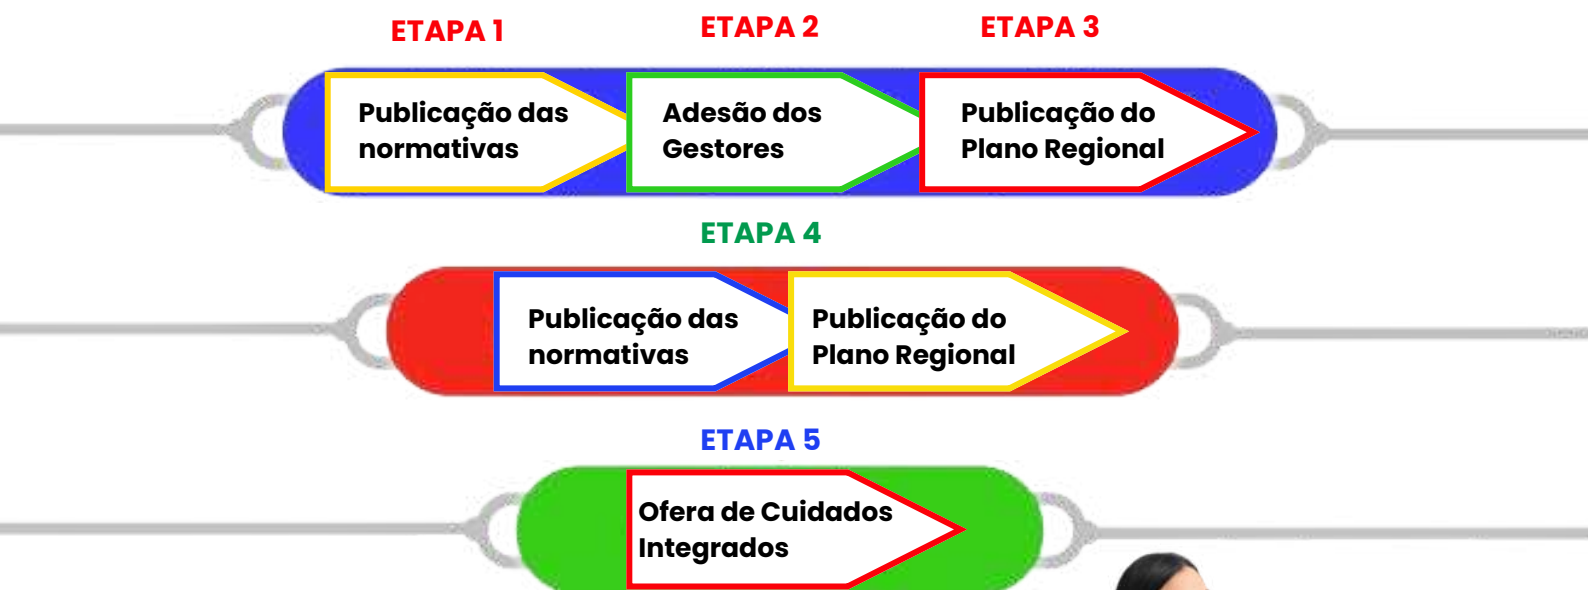 ETAPA 1
ETAPA 2
ETAPA 3
Publicação das
normativas
Adesão dos
Gestores
Publicação do
Plano Regional
ETAPA 4
Publicação das
normativas
Publicação do
Plano Regional
ETAPA 5
Ofera de Cuidados
Integrados